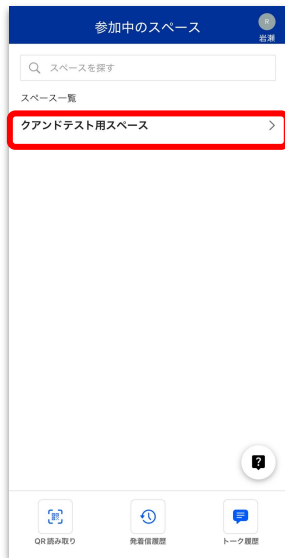 参加中のスペース
R
岩瀬
スペースを探す
スペース一覧
クアンドテスト用スペース
?
QR読み取り
発着信履歴
トーク履歴